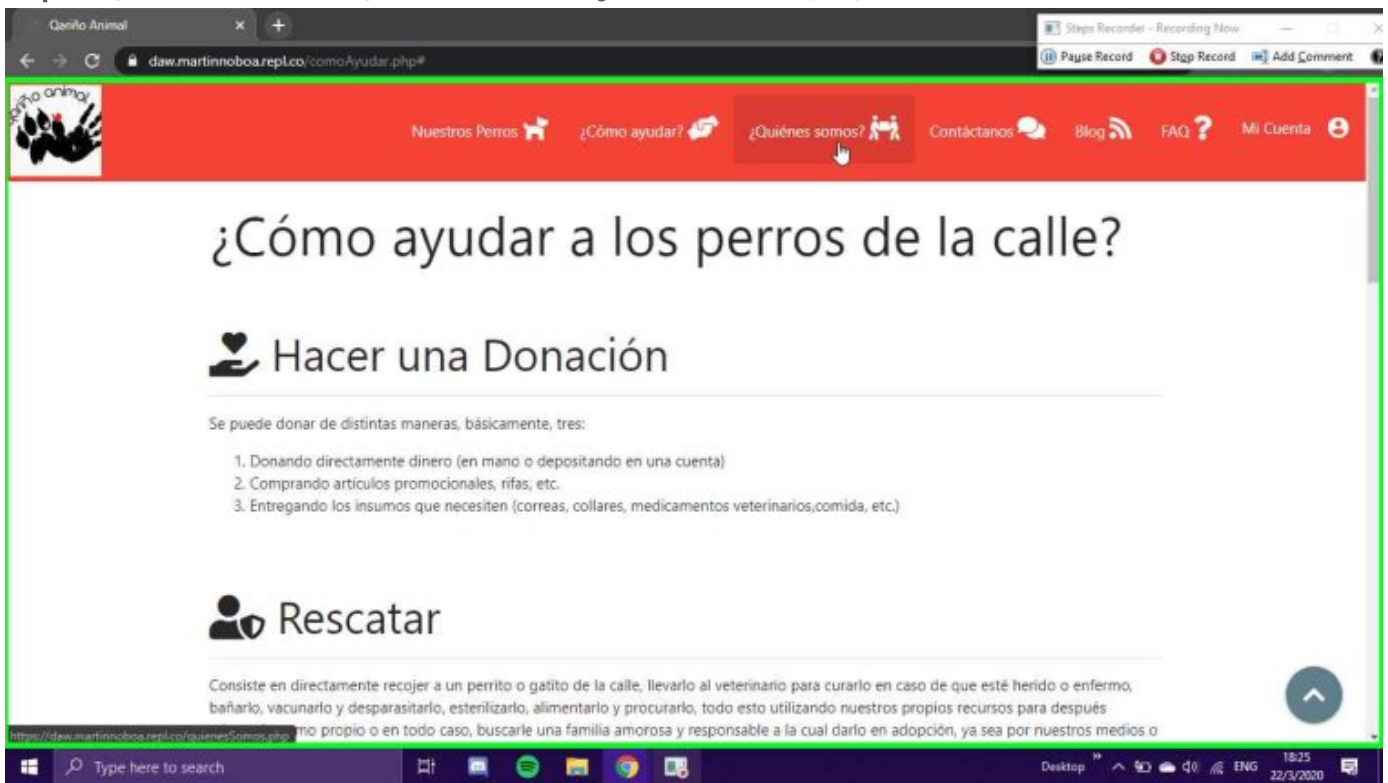 Qariño Animal
Steps Recorder - Recording Now
daw.martinnoboa.repl.co/comoAyudar.php#
Pause Record Stop Record Add Comment
qariño animal
Nuestros Perros ¿Cómo ayudar? ¿Quiénes somos? Contáctanos Blog FAQ Mi Cuenta
¿Cómo ayudar a los perros de la calle?
Hacer una Donación
Se puede donar de distintas maneras, básicamente, tres:
1. Donando directamente dinero (en mano o depositando en una cuenta)
2. Comprando artículos promocionales, rifas, etc.
3. Entregando los insumos que necesiten (correas, collares, medicamentos veterinarios,comida, etc.)
Rescatar
Consiste en directamente recojer a un perrito o gatito de la calle, llevarlo al veterinario para curarlo en caso de que esté herido o enfermo,
bañarlo, vacunarlo y desparasitarlo, esterilizarlo, alimentarlo y procurarlo, todo esto utilizando nuestros propios recursos para después
mo propio o en todo caso, buscarle una familia amorosa y responsable a la cual darlo en adopción, ya sea por nuestros medios o
https://daw.martinnoboa.repl.co/quienesSomos.php
Type here to search
Desktop ENG 18:25
22/3/2020